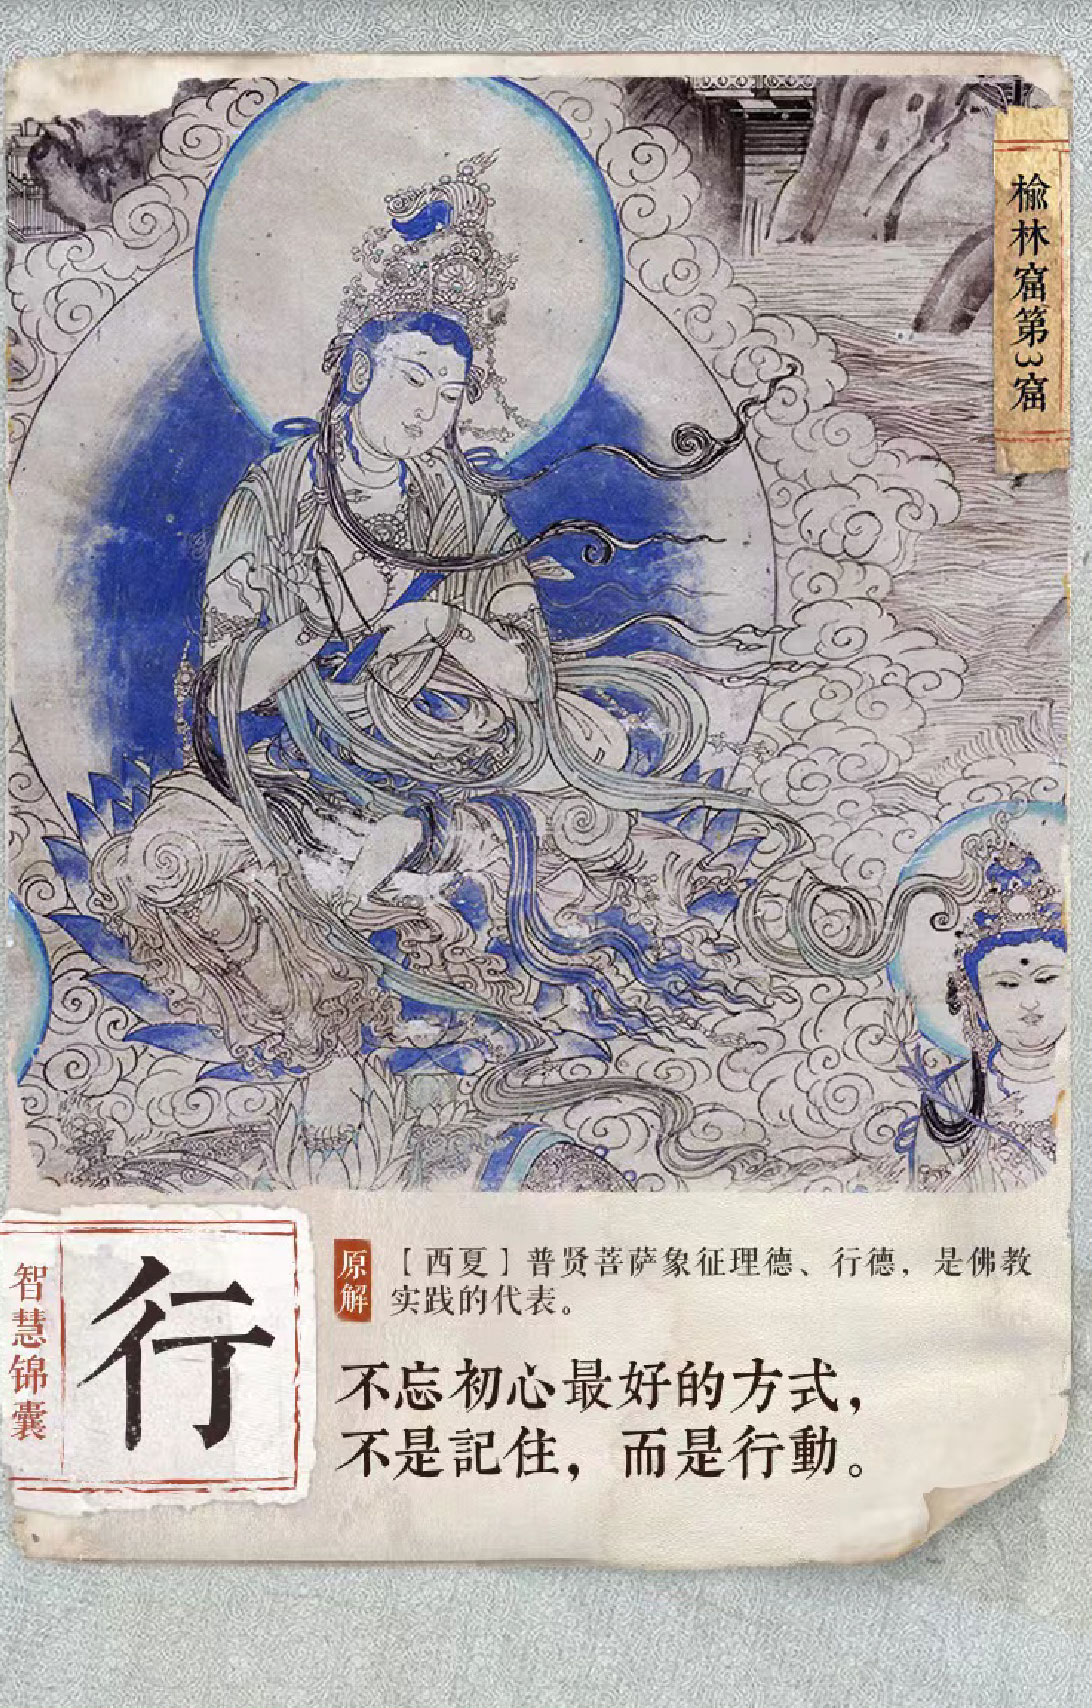 榆林窟第3窟
智慧锦囊
行
原解
【西夏】普贤菩萨象征理德、行德，是佛教
实践的代表。
不忘初心最好的方式，
不是記住，而是行動。